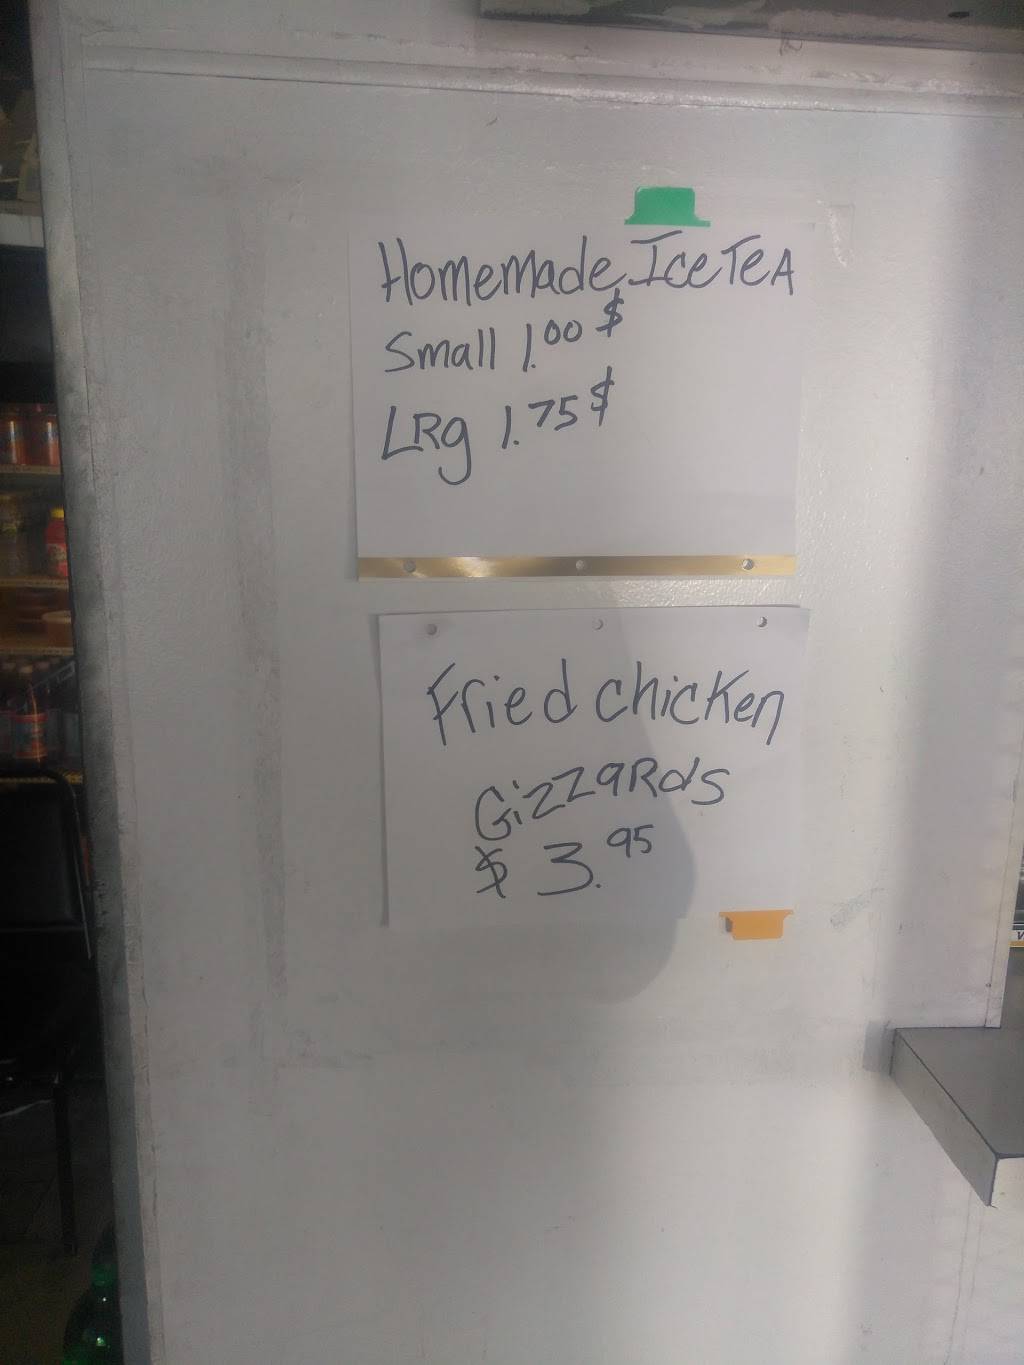 Homemade Ice TeA
Small 1.00 $
LRg 1.75 $
Fried chicken
GizzaRds
$ 3.95